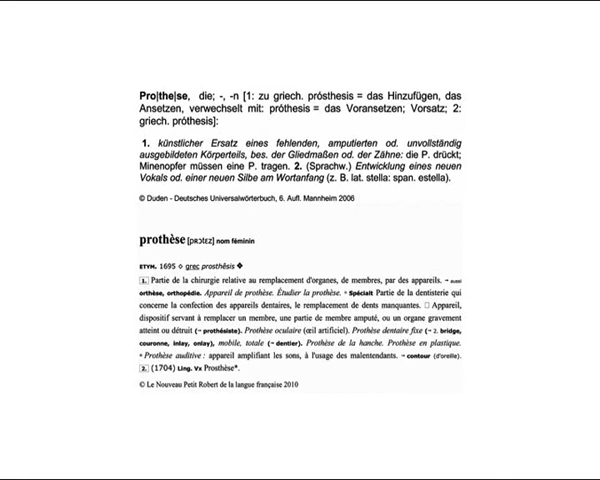 Pro|the|se, die; -, -n [1: zu griech. prósthesis = das Hinzufügen, das
Ansetzen, verwechselt mit: próthesis = das Voransetzen; Vorsatz; 2:
griech. próthesis]:
1. künstlicher Ersatz eines fehlenden, amputierten od. unvollständig
ausgebildeten Körperteils, bes. der Gliedmaßen od. der Zähne: die P. drückt;
Minenopfer müssen eine P. tragen. 2. (Sprachw.) Entwicklung eines neuen
Vokals od. einer neuen Silbe am Wortanfang (z. B. lat. stella: span. estella).
© Duden - Deutsches Universalwörterbuch, 6. Aufl. Mannheim 2006
prothèse [pʀɔtɛz] nom féminin
ETYM. 1695 ◊ grec prosthêsis ❖
1. Partie de la chirurgie relative au remplacement d'organes, de membres, par des appareils. → aussi
orthèse, orthopédie. Appareil de prothèse. Étudier la prothèse. ▫ Spécialt Partie de la dentisterie qui
concerne la confection des appareils dentaires, le remplacement de dents manquantes. □ Appareil,
dispositif servant à remplacer un membre, une partie de membre amputé, ou un organe gravement
atteint ou détruit (→ prothésiste). Prothèse oculaire (œil artificiel). Prothèse dentaire fixe (→ 2. bridge,
couronne, inlay, onlay), mobile, totale (→ dentier). Prothèse de la hanche. Prothèse en plastique.
▫ Prothèse auditive : appareil amplifiant les sons, à l'usage des malentendants. → contour (d'oreille).
2. (1704) Ling. Vx Prosthèse*.
© Le Nouveau Petit Robert de la langue française 2010